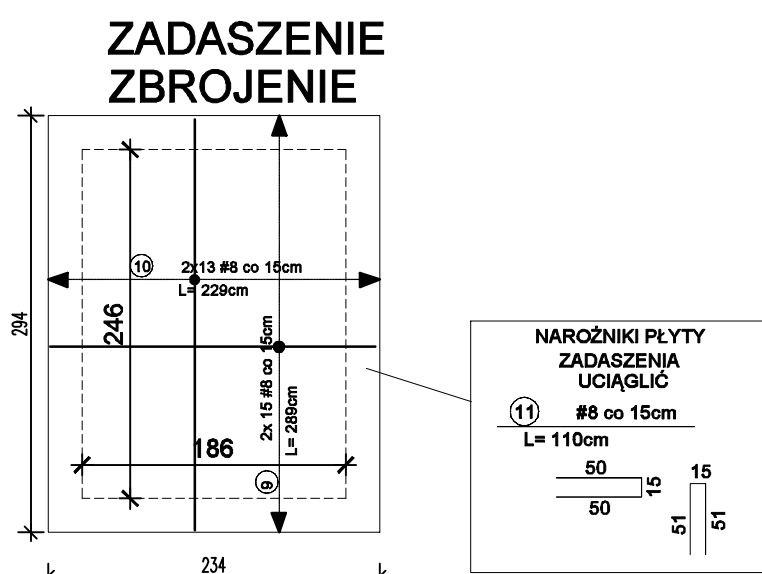 ZADASZENIE
ZBROJENIE
10
2x13 #8 co 15cm
L= 229cm
294
246
2x 15 #8 co 15cm
L= 289cm
186
9
234
NAROŻNIKI PŁYTY
ZADASZENIA
UCIĄGLIĆ
11 #8 co 15cm
L= 110cm
50
15
50
15
51
51